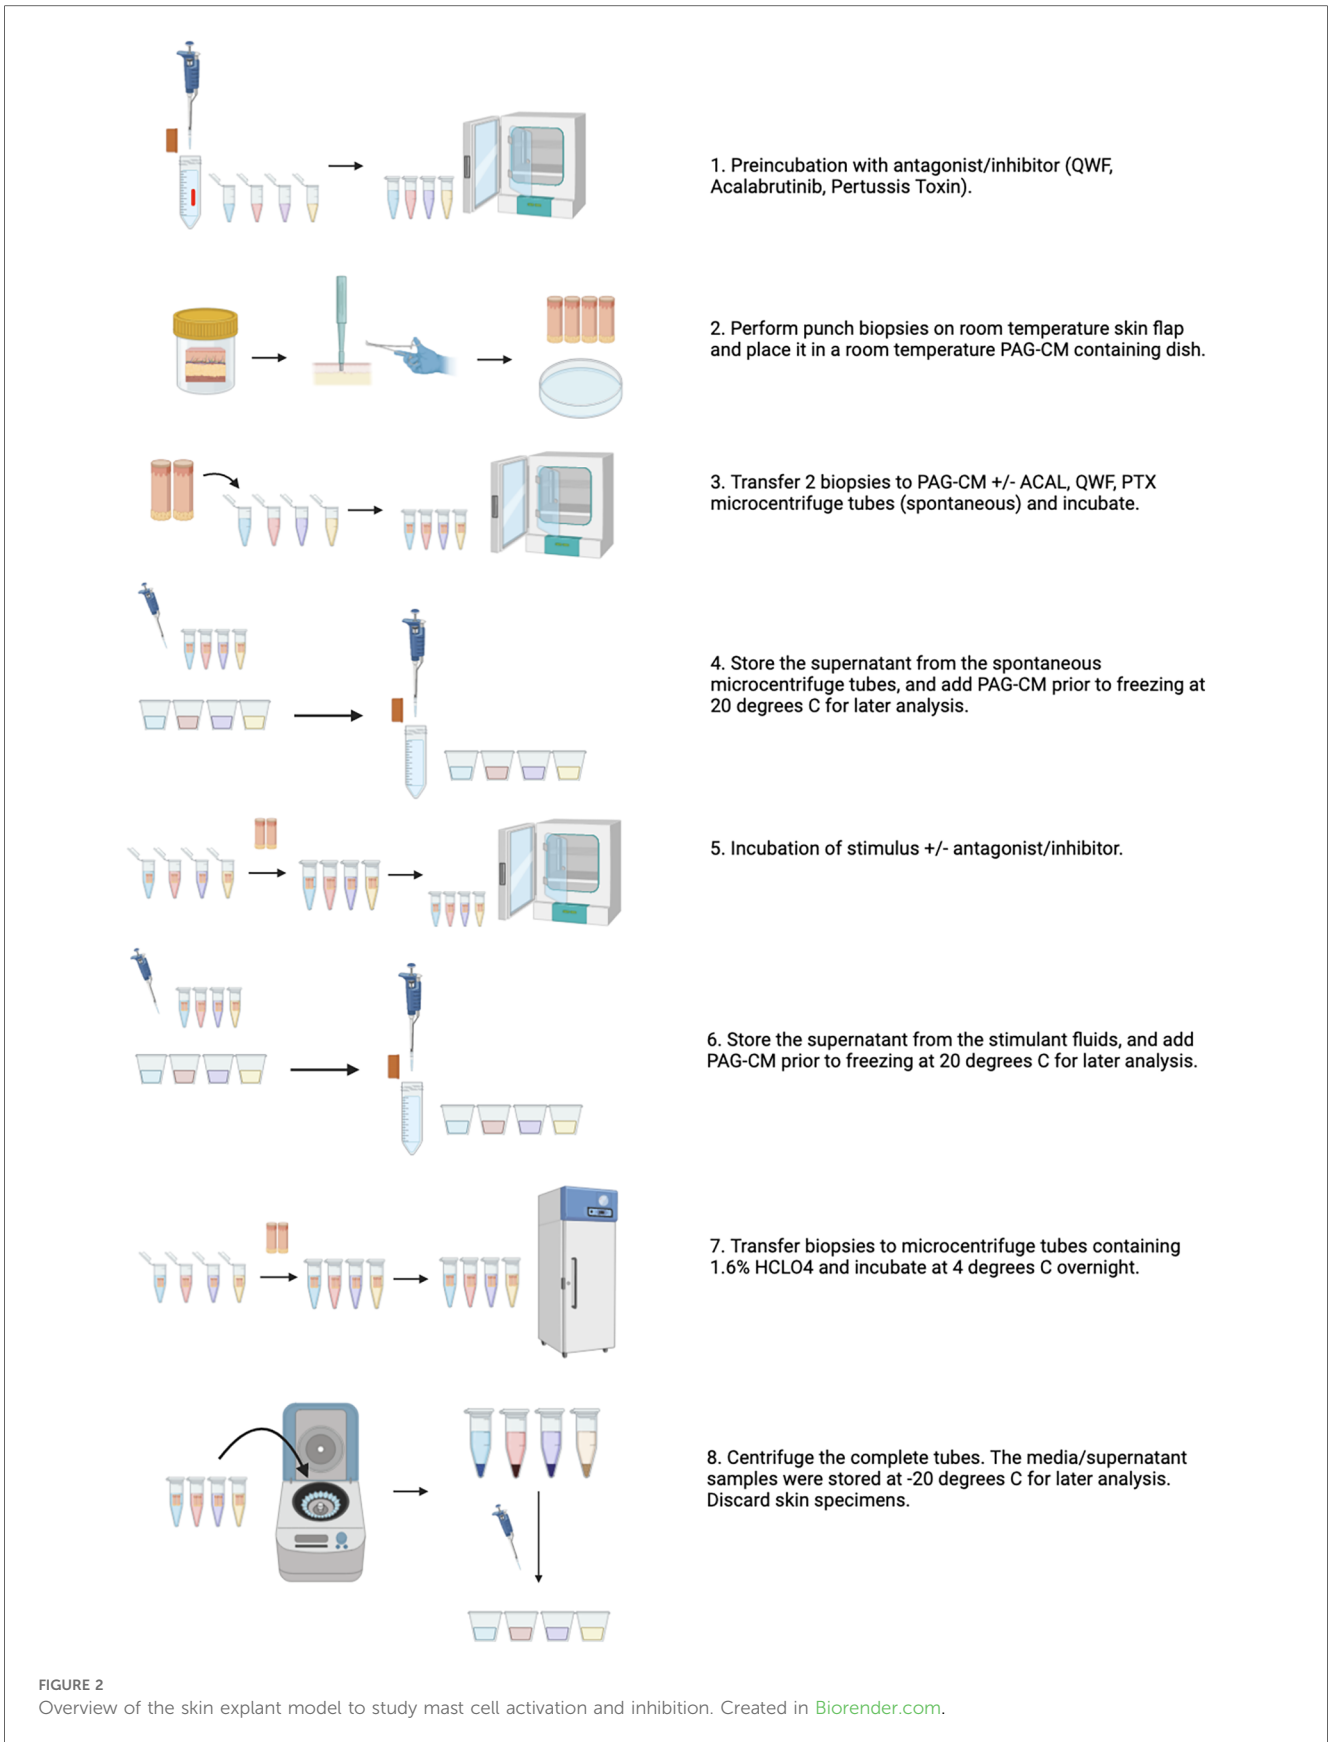 1. Preincubation with antagonist/inhibitor (QWF,
Acalabrutinib, Pertussis Toxin).
2. Perform punch biopsies on room temperature skin flap
and place it in a room temperature PAG-CM containing dish.
3. Transfer 2 biopsies to PAG-CM +/- ACAL, QWF, PTX
microcentrifuge tubes (spontaneous) and incubate.
4. Store the supernatant from the spontaneous
microcentrifuge tubes, and add PAG-CM prior to freezing at
20 degrees C for later analysis.
5. Incubation of stimulus +/- antagonist/inhibitor.
6. Store the supernatant from the stimulant fluids, and add
PAG-CM prior to freezing at 20 degrees C for later analysis.
7. Transfer biopsies to microcentrifuge tubes containing
1.6% HCLO4 and incubate at 4 degrees C overnight.
8. Centrifuge the complete tubes. The media/supernatant
samples were stored at -20 degrees C for later analysis.
Discard skin specimens.
FIGURE 2
Overview of the skin explant model to study mast cell activation and inhibition. Created in Biorender.com.